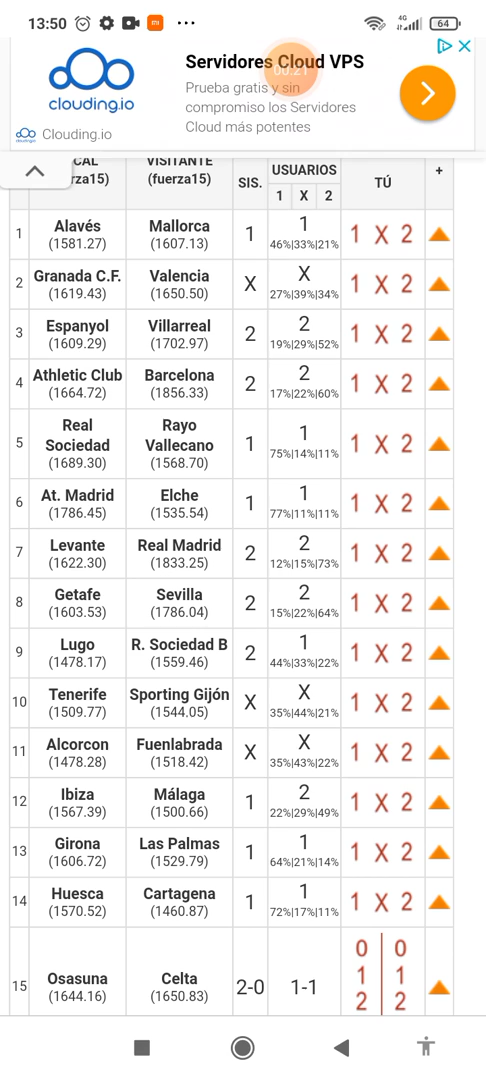 13:50 ··· 4G 64
Servidores Cloud VPS
00:21
Prueba gratis y sin
compromiso los Servidores
Cloud más potentes
clouding.io
Clouding.io
CAL VISITANTE USUARIOS
(fuerza15) (fuerza15) SIS. 1 X 2 TÚ +
1 Alavés (1581.27) Mallorca (1607.13) 1 1 46%|33%|21% 1 X 2
2 Granada C.F. (1619.43) Valencia (1650.50) X X 27%|39%|34% 1 X 2
3 Espanyol (1609.29) Villarreal (1702.97) 2 2 19%|29%|52% 1 X 2
4 Athletic Club (1664.72) Barcelona (1856.33) 2 2 17%|22%|60% 1 X 2
5 Real Sociedad (1689.30) Rayo Vallecano (1568.70) 1 1 75%|14%|11% 1 X 2
6 At. Madrid (1786.45) Elche (1535.54) 1 1 77%|11%|11% 1 X 2
7 Levante (1622.30) Real Madrid (1833.25) 2 2 12%|15%|73% 1 X 2
8 Getafe (1603.53) Sevilla (1786.04) 2 2 15%|22%|64% 1 X 2
9 Lugo (1478.17) R. Sociedad B (1559.46) 2 1 44%|33%|22% 1 X 2
10 Tenerife (1509.77) Sporting Gijón (1544.05) X X 35%|44%|21% 1 X 2
11 Alcorcon (1478.28) Fuenlabrada (1518.42) X X 35%|43%|22% 1 X 2
12 Ibiza (1567.39) Málaga (1500.66) 1 2 22%|29%|49% 1 X 2
13 Girona (1606.72) Las Palmas (1529.79) 1 1 64%|21%|14% 1 X 2
14 Huesca (1570.52) Cartagena (1460.87) 1 1 72%|17%|11% 1 X 2
15 Osasuna (1644.16) Celta (1650.83) 2-0 1-1 0 0
1 1
2 2